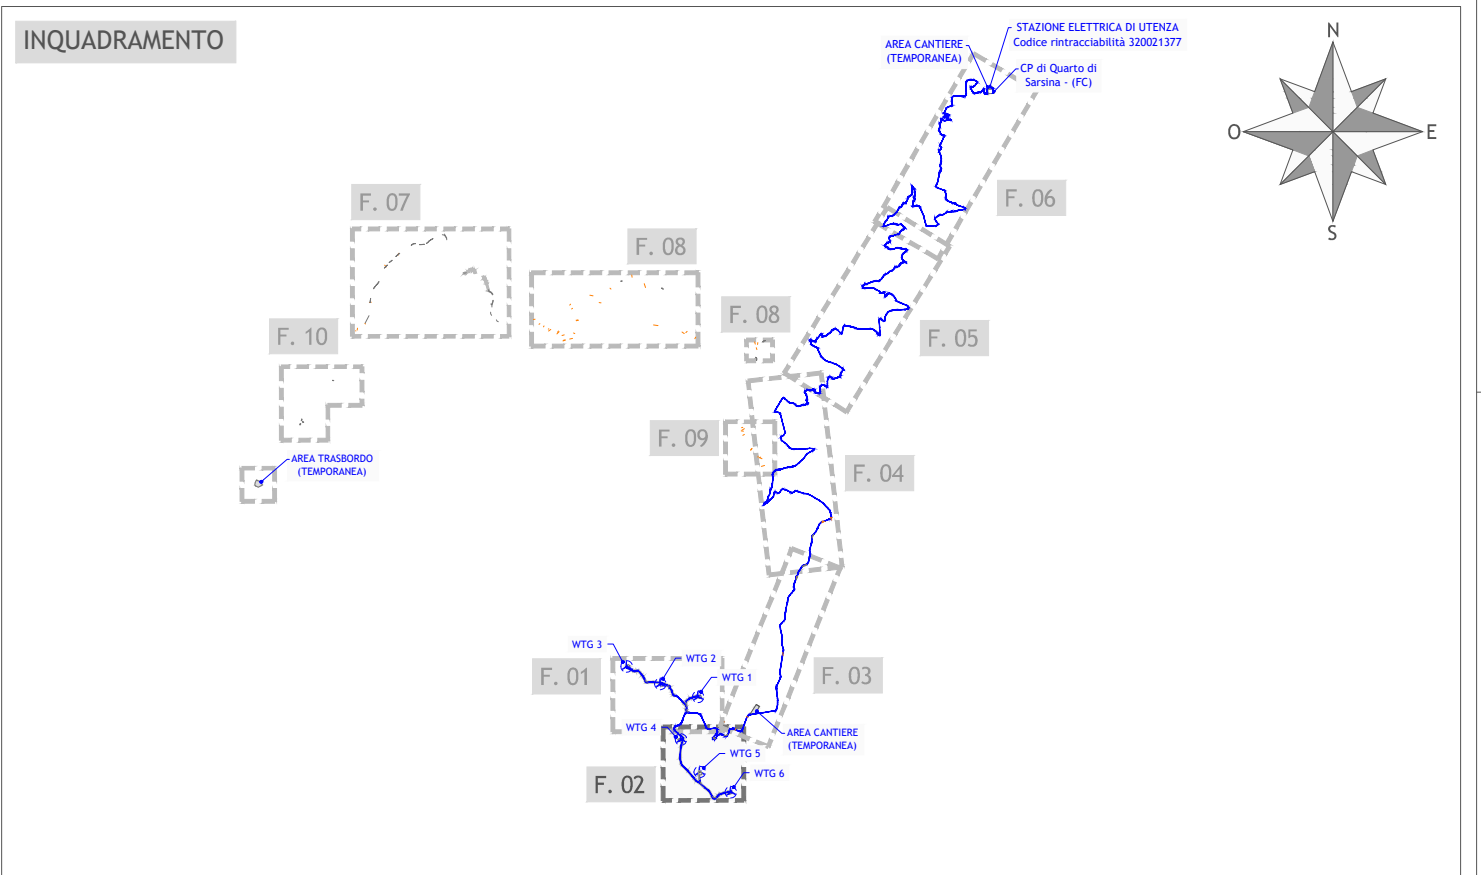 INQUADRAMENTO
STAZIONE ELETTRICA DI UTENZA
Codice rintracciabilità 320021377
AREA CANTIERE
(TEMPORANEA)
CP di Quarto di
Sarsina - (FC)
N
O
E
S
F. 06
F. 07
F. 08
F. 08
F. 10
F. 05
F. 09
AREA TRASBORDO
(TEMPORANEA)
F. 04
WTG 3
WTG 2
F. 01
WTG 1
F. 03
WTG 4
AREA CANTIERE
(TEMPORANEA)
WTG 5
WTG 6
F. 02